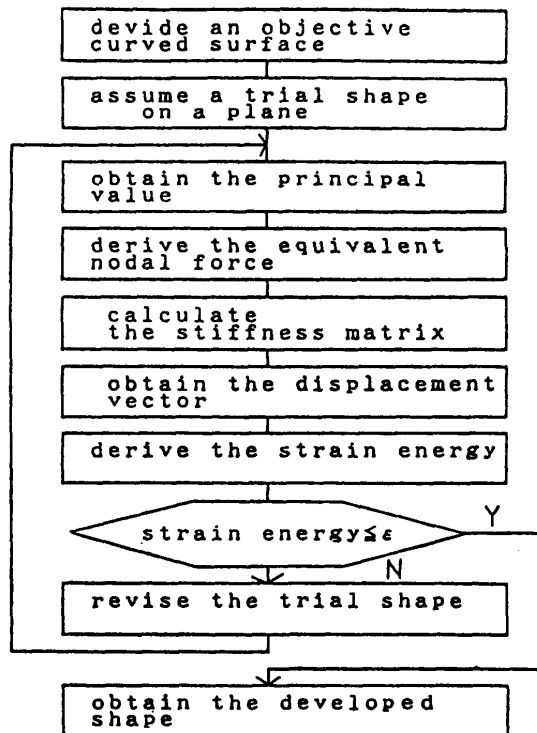 devide an objective
curved surface
assume a trial shape
on a plane
obtain the principal
value
derive the equivalent
nodal force
calculate
the stiffness matrix
obtain the displacement
vector
derive the strain energy
strain energy≦ε
Y
N
revise the trial shape
obtain the developed
shape